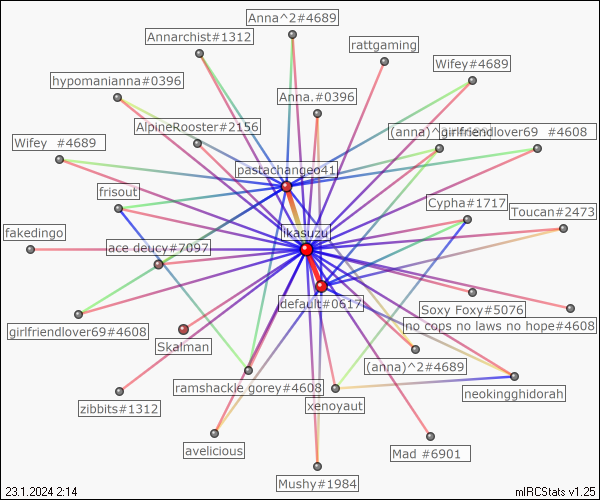 Anna^2#4689
Annarchist#1312
rattgaming
Wifey#4689
hypomanianna#0396
Anna.#0396
AlpineRooster#2156
(anna)^
girlfriendlover69 #4608
Wifey #4689
pastachangeo41
frisout
Cypha#1717
Toucan#2473
fakedingo
ikasuzu
ace deucy#7097
default#0617
Soxy Foxy#5076
no cops no laws no hope#4608
girlfriendlover69#4608
Skalman
(anna)^2#4689
ramshackle gorey#4608
neokingghidorah
xenoyaut
zibbits#1312
avelicious
Mad #6901
Mushy#1984
23.1.2024 2:14
mIRCStats v1.25